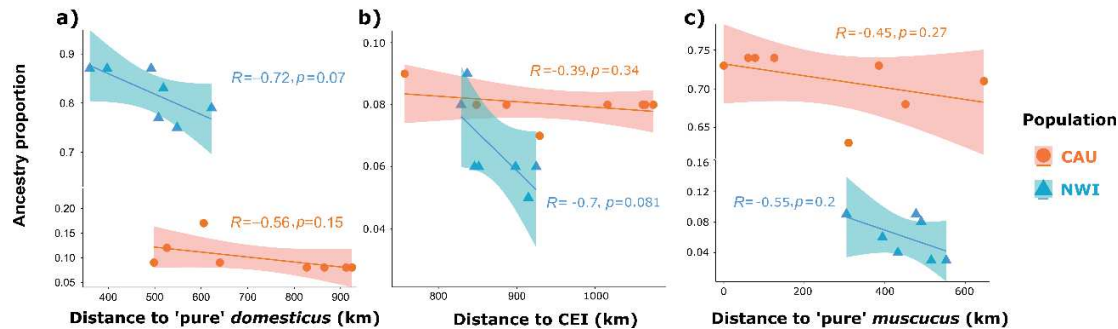 a)
b)
c)
Ancestry proportion
0.9
0.8
0.7
0.20
0.15
0.10
0.05
R=−0.72, p=0.07
R=−0.56, p=0.15
400
500
600
700
800
900
Distance to 'pure' domesticus (km)
0.10
0.08
0.06
0.04
R=-0.39, p=0.34
R= -0.7, p=0.081
800
900
1000
Distance to CEI (km)
0.75
0.70
0.65
0.16
0.12
0.08
0.04
R=-0.45, p=0.27
R=-0.55, p=0.2
0
200
400
600
Distance to 'pure' muscucus (km)
Population
CAU
NWI